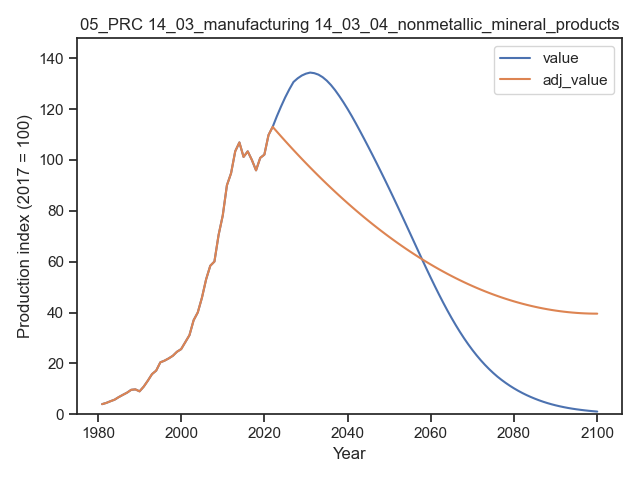 05_PRC 14_03_manufacturing 14_03_04_nonmetallic_mineral_products
value
adj_value
Production index (2017 = 100)
140
120
100
80
60
40
20
0
1980 2000 2020 2040 2060 2080 2100
Year